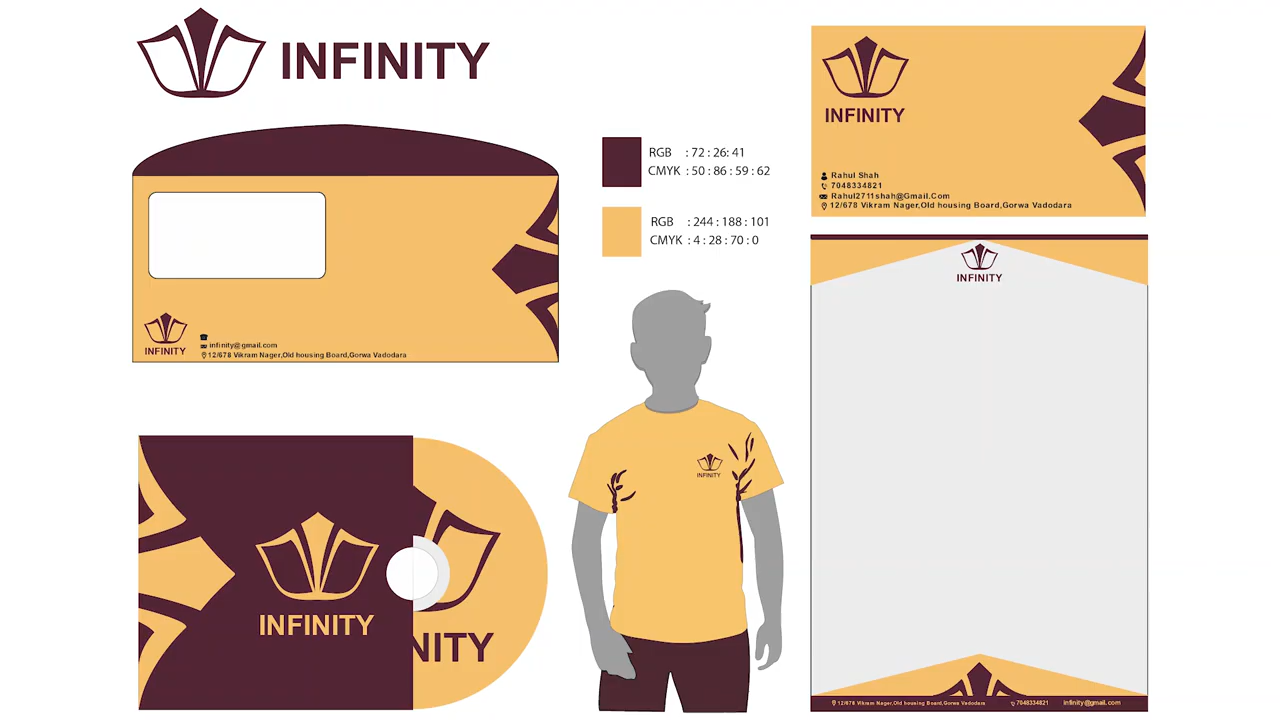 INFINITY
INFINITY
infinity@gmail.com
12/678 Vikram Nager,Old housing Board,Gorwa Vadodara
RGB : 72 : 26: 41
CMYK : 50 : 86 : 59 : 62
RGB : 244 : 188 : 101
CMYK : 4 : 28 : 70 : 0
INFINITY
Rahul Shah
7048334821
Rahul2711shah@Gmail.Com
12/678 Vikram Nager,Old housing Board,Gorwa Vadodara
INFINITY
NITY
INFINITY
INFINITY
12/678 Vikram Nager,Old housing Board,Gorwa Vadodara 7048334821 infinity@gmail.com